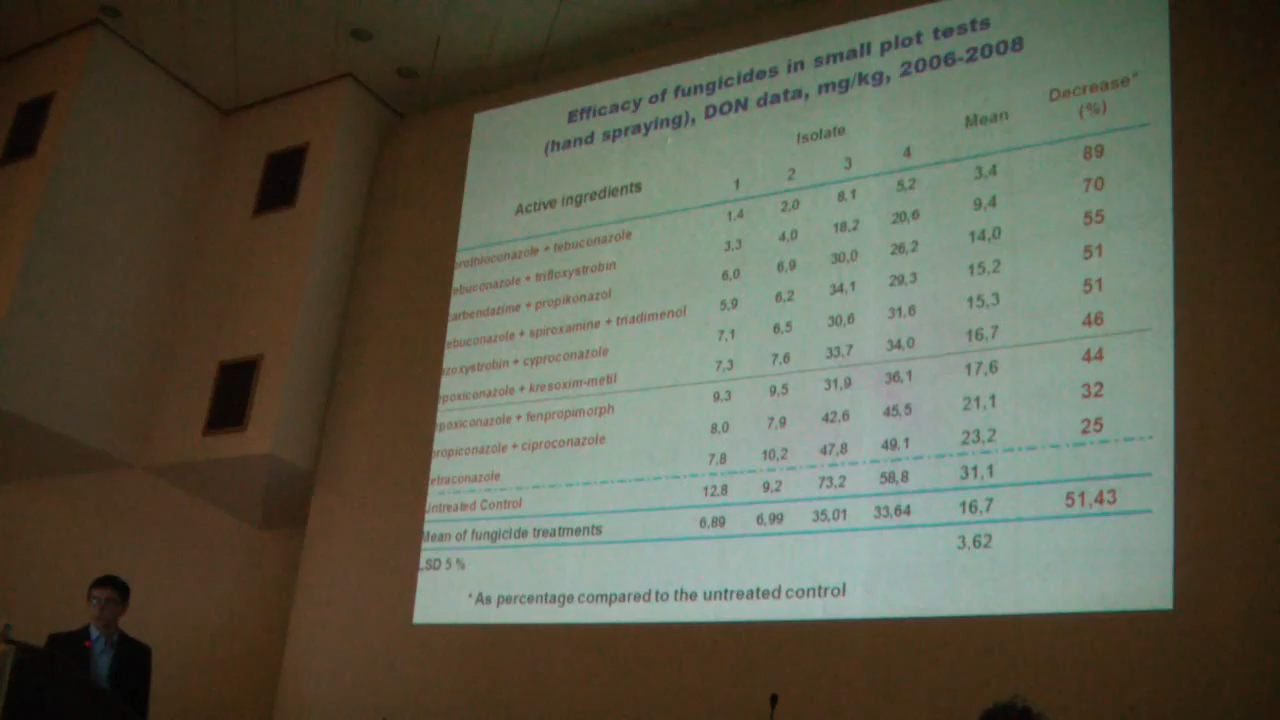 Efficacy of fungicides in small plot tests
(hand spraying), DON data, mg/kg, 2006-2008
Active ingredients Isolate Mean Decrease* (%)
1 2 3 4
prothioconazole + tebuconazole 1,4 2,0 8,1 5,2 3,4 89
ebuconazole + trifloxystrobin 3,3 4,0 18,2 20,6 9,4 70
carbendazime + propikonazol 6,0 6,9 30,0 26,2 14,0 55
ebuconazole + spiroxamine + triadimenol 5,9 6,2 34,1 29,3 15,2 51
zoxystrobin + cyproconazole 7,1 6,5 30,6 31,6 15,3 51
poxiconazole + kresoxim-metil 7,3 7,6 33,7 34,0 16,7 46
poxiconazole + fenpropimorph 9,3 9,5 31,9 36,1 17,6 44
propiconazole + ciproconazole 8,0 7,9 42,6 45,5 21,1 32
etraconazole 7,8 10,2 47,8 49,1 23,2 25
Untreated Control 12,8 9,2 73,2 58,8 31,1
Mean of fungicide treatments 6,89 6,99 35,01 33,64 16,7 51,43
LSD 5 % 3,62
*As percentage compared to the untreated control